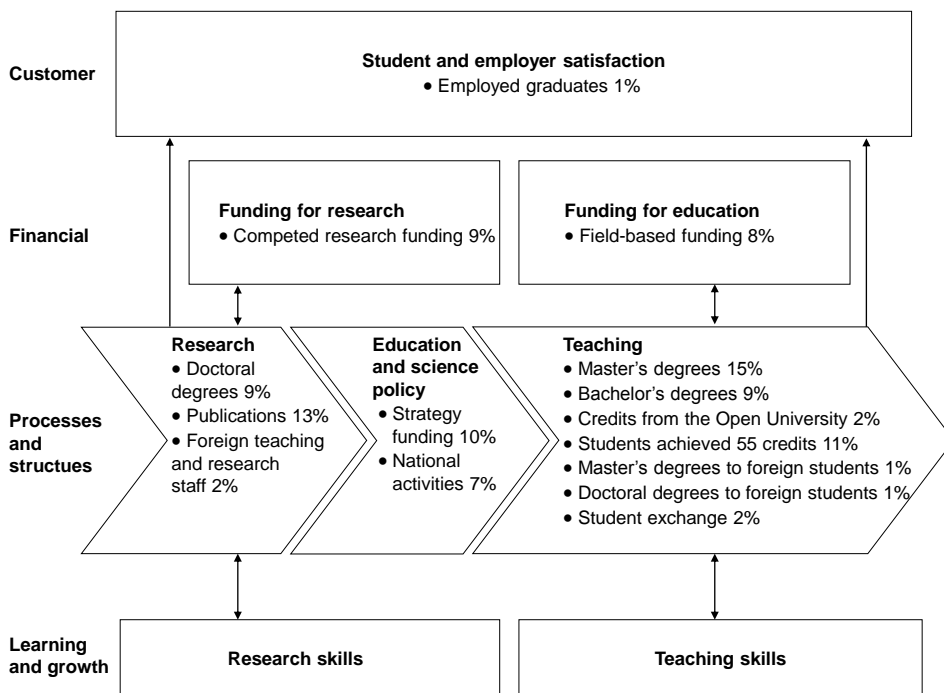 Customer
Student and employer satisfaction
• Employed graduates 1%
Financial
Funding for research
• Competed research funding 9%
Funding for education
• Field-based funding 8%
Processes and
structues
Research
• Doctoral
degrees 9%
• Publications 13%
• Foreign teaching
and research
staff 2%
Education
and science
policy
• Strategy
funding 10%
• National
activities 7%
Teaching
• Master's degrees 15%
• Bachelor's degrees 9%
• Credits from the Open University 2%
• Students achieved 55 credits 11%
• Master's degrees to foreign students 1%
• Doctoral degrees to foreign students 1%
• Student exchange 2%
Learning
and growth
Research skills
Teaching skills